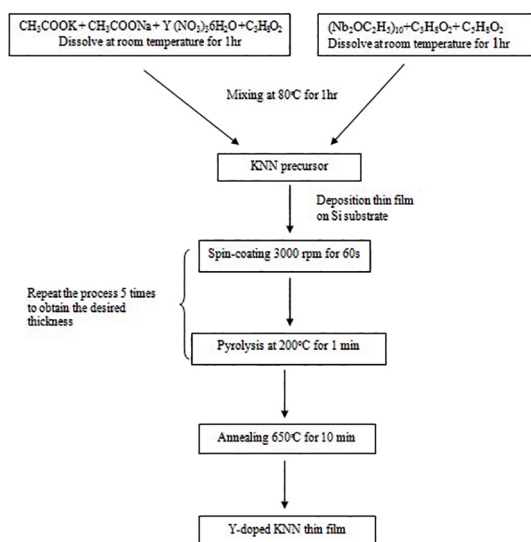 CH₃COOK + CH₃COONa + Y (NO₃)₃6H₂O+C₃H₈O₂
Dissolve at room temperature for 1hr
(Nb₂OC₂H₅)₁₀+C₃H₈O₂+ C₅H₈O₂
Dissolve at room temperature for 1hr
Mixing at 80°C for 1hr
KNN precursor
Deposition thin film
on Si substrate
Spin-coating 3000 rpm for 60s
Repeat the process 5 times
to obtain the desired
thickness
Pyrolysis at 200°C for 1 min
Annealing 650°C for 10 min
Y-doped KNN thin film